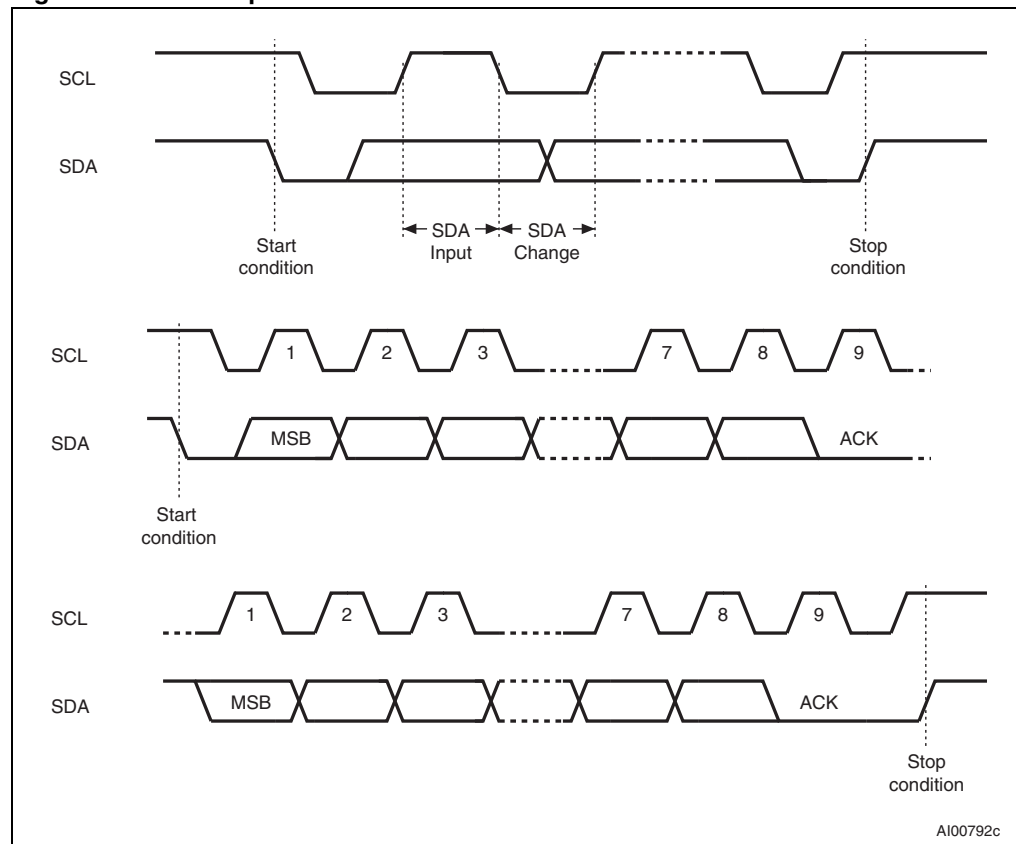 SCL
SDA
SDA
Input
SDA
Change
Start
condition
Stop
condition
SCL
1 2 3 7 8 9
SDA
MSB
ACK
Start
condition
SCL
1 2 3 7 8 9
SDA
MSB
ACK
Stop
condition
AI00792c